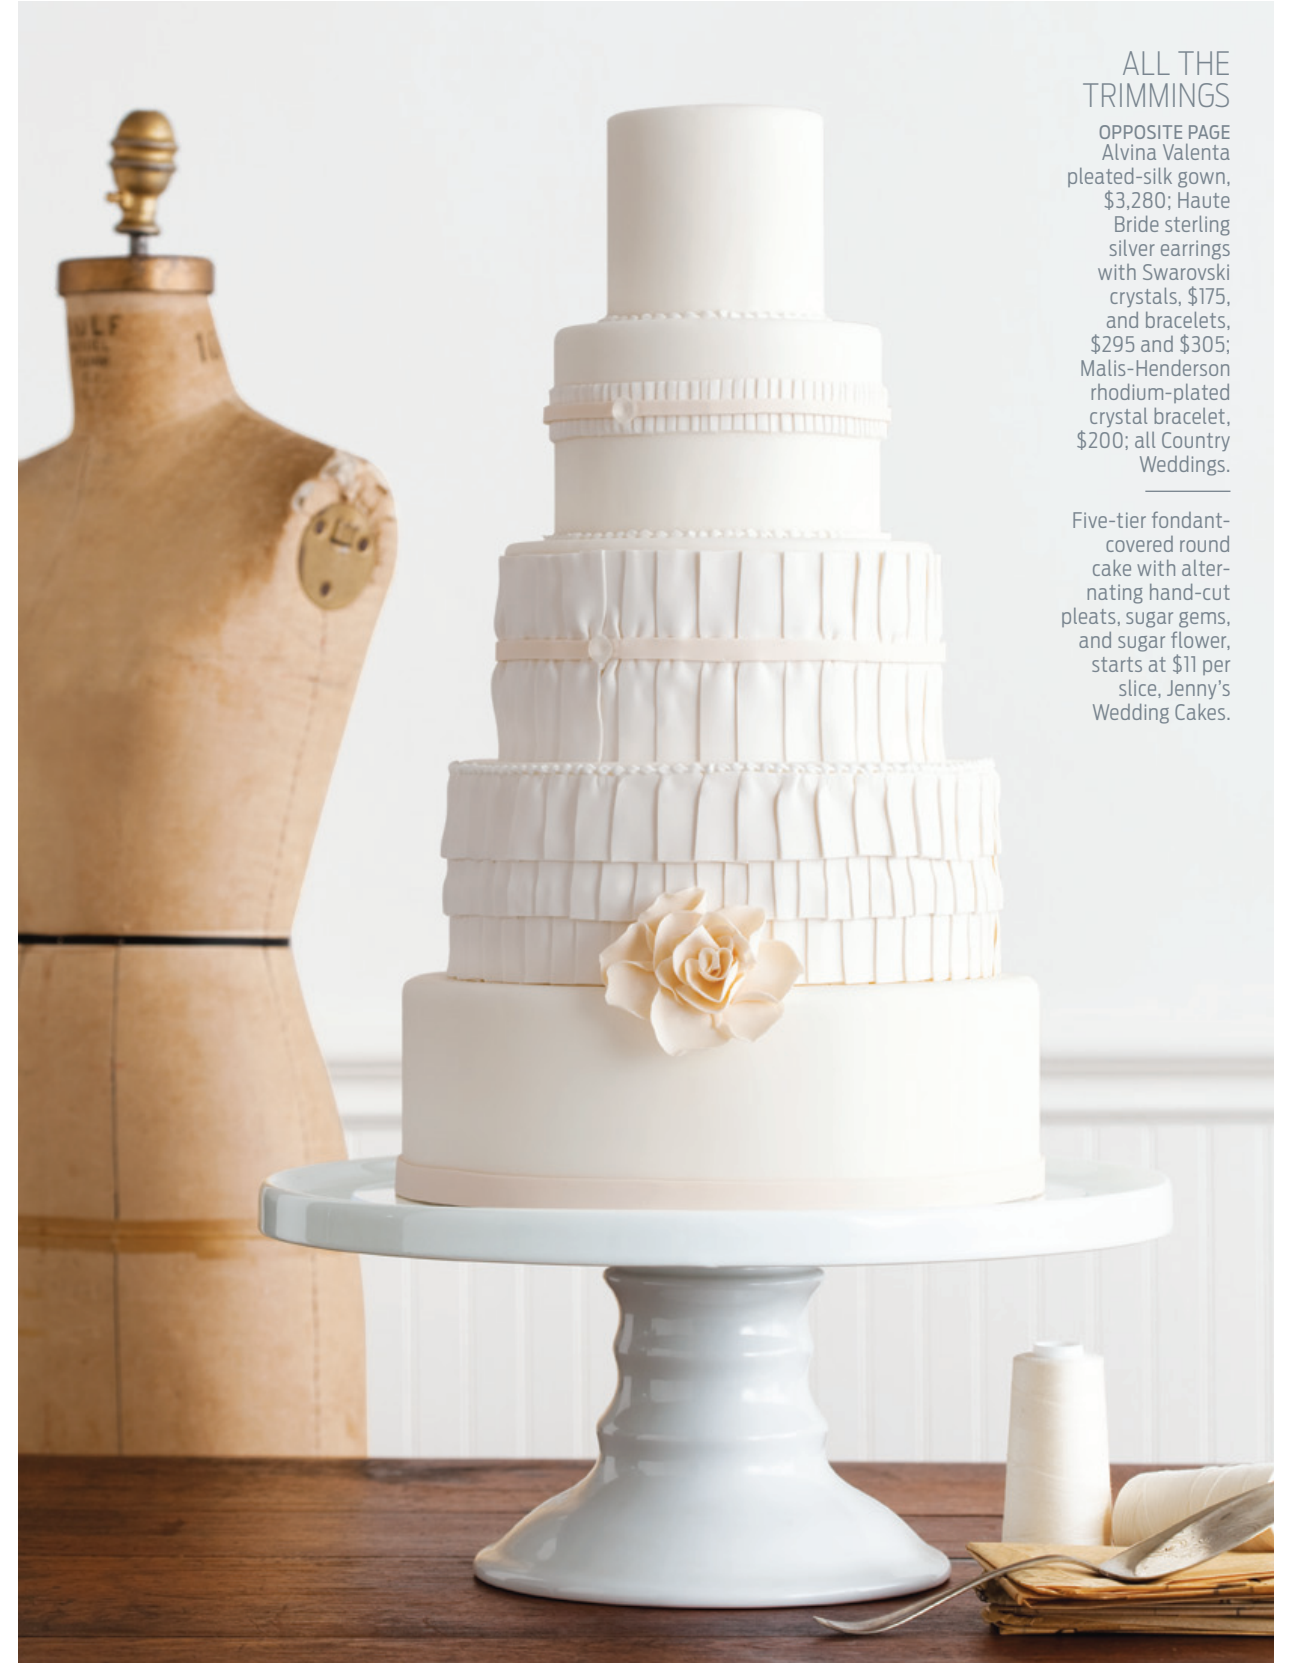 ALL THE
TRIMMINGS
OPPOSITE PAGE
Alvina Valenta
pleated-silk gown,
$3,280; Haute
Bride sterling
silver earrings
with Swarovski
crystals, $175,
and bracelets,
$295 and $305;
Malis-Henderson
rhodium-plated
crystal bracelet,
$200; all Country
Weddings.
Five-tier fondant-
covered round
cake with alter-
nating hand-cut
pleats, sugar gems,
and sugar flower,
starts at $11 per
slice, Jenny's
Wedding Cakes.